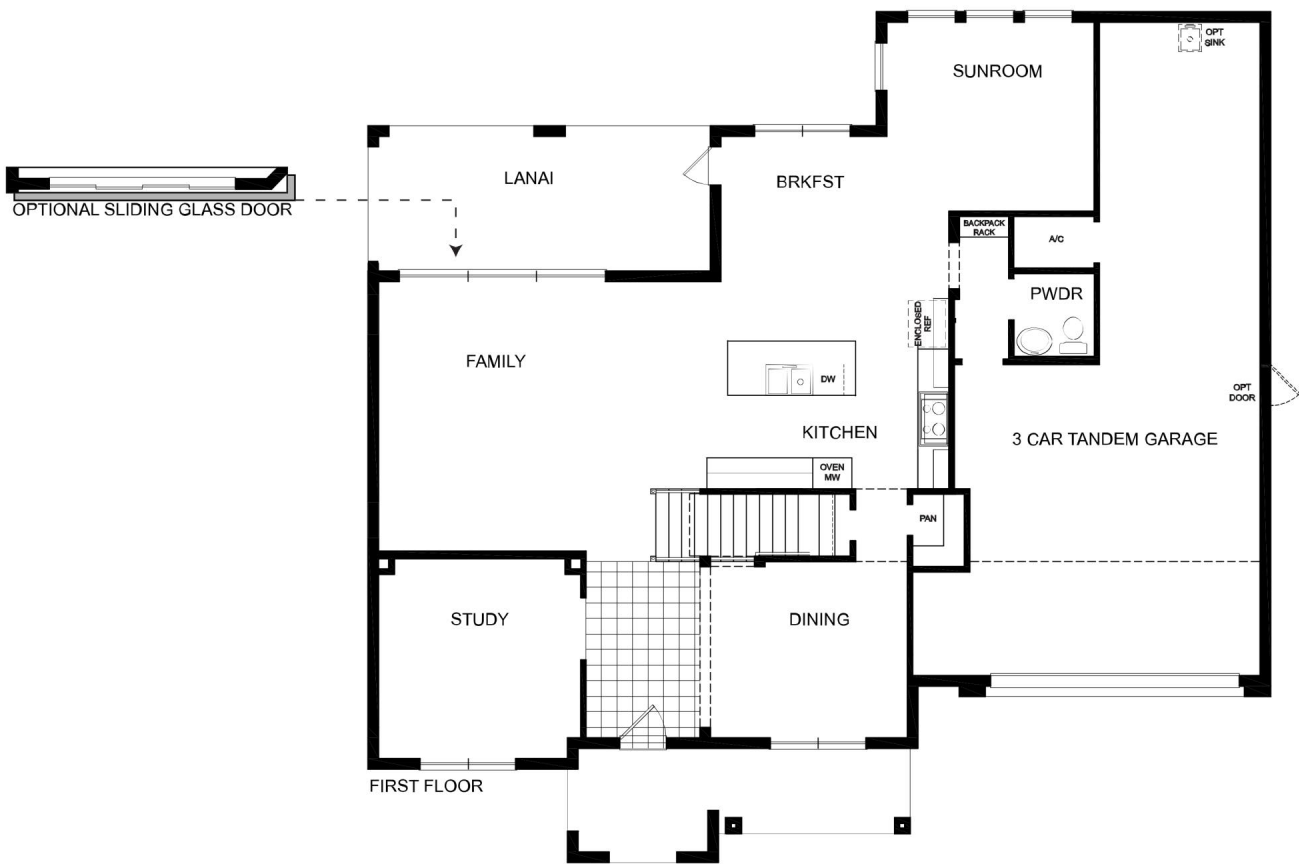 OPT
SINK
SUNROOM
LANAI
BRKFST
OPTIONAL SLIDING GLASS DOOR
BACKPACK
RACK
A/C
PWDR
ENCLOSED
REF
FAMILY
DW
OPT
DOOR
KITCHEN
3 CAR TANDEM GARAGE
OVEN
MW
PAN
STUDY
DINING
FIRST FLOOR